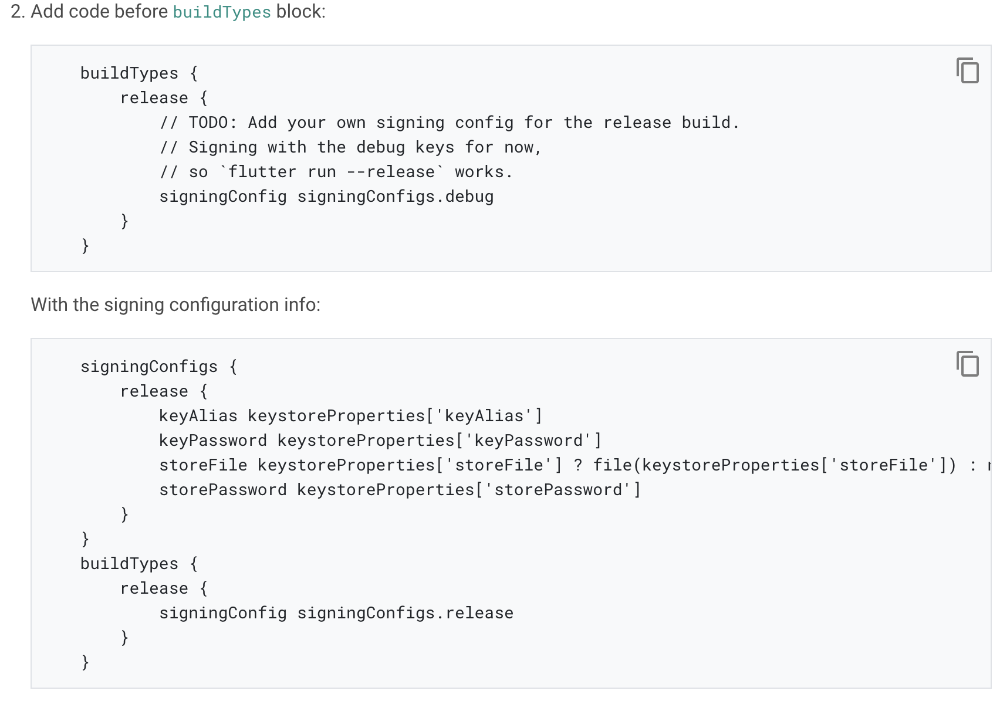 2. Add code before buildTypes block:
buildTypes {
release {
// TODO: Add your own signing config for the release build.
// Signing with the debug keys for now,
// so `flutter run --release` works.
signingConfig signingConfigs.debug
}
}
With the signing configuration info:
signingConfigs {
release {
keyAlias keystoreProperties['keyAlias']
keyPassword keystoreProperties['keyPassword']
storeFile keystoreProperties['storeFile'] ? file(keystoreProperties['storeFile']) :
storePassword keystoreProperties['storePassword']
}
}
buildTypes {
release {
signingConfig signingConfigs.release
}
}